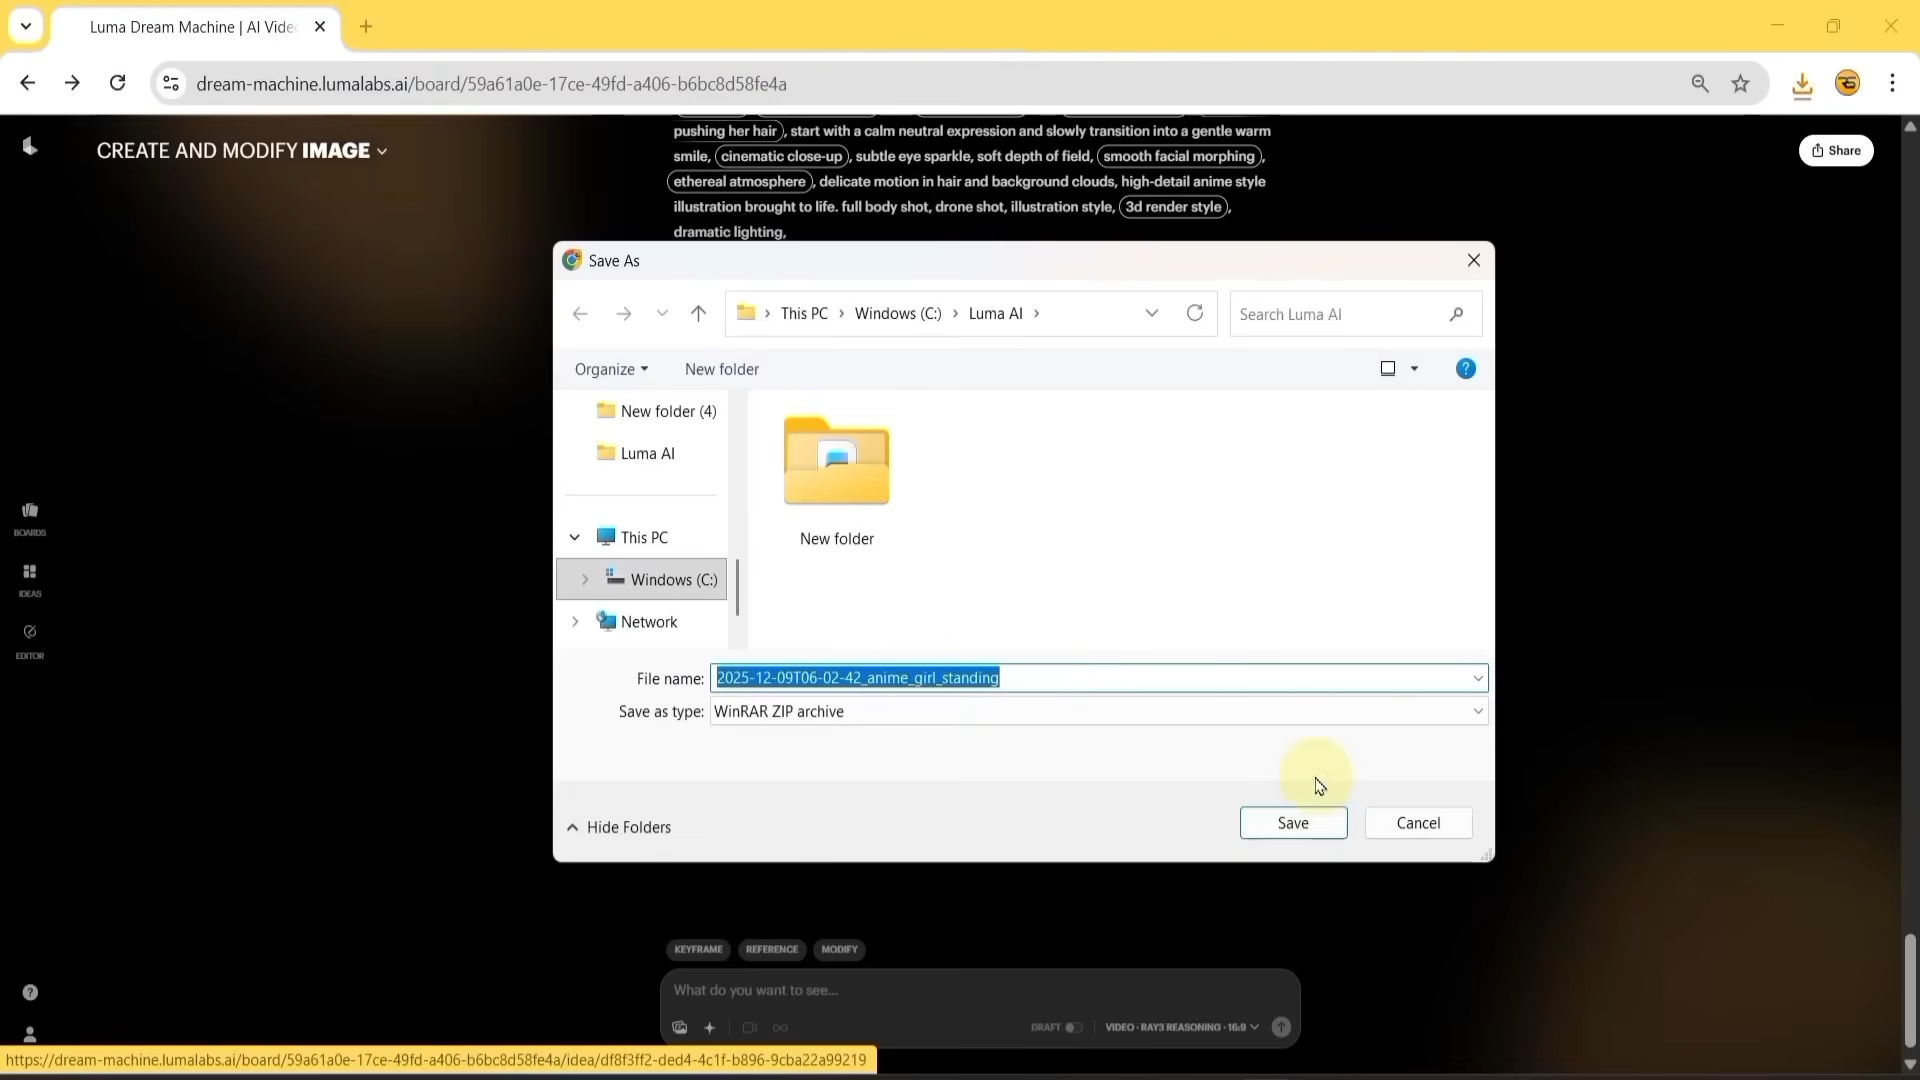 Luma Dream Machine | AI Vide
dream-machine.lumalabs.ai/board/59a61a0e-17ce-49fd-a406-b6bc8d58fe4a
CREATE AND MODIFY IMAGE
Share
pushing her hair, start with a calm neutral expression and slowly transition into a gentle warm
smile, cinematic close-up, subtle eye sparkle, soft depth of field, smooth facial morphing,
ethereal atmosphere, delicate motion in hair and background clouds, high-detail anime style
illustration brought to life. full body shot, drone shot, illustration style, 3d render style,
dramatic lighting,
Save As
This PC > Windows (C:) > Luma AI >
Search Luma AI
Organize
New folder
?
New folder (4)
Luma AI
This PC
Windows (C:)
Network
New folder
File name: 2025-12-09T06-02-42_anime_girl_standing
Save as type: WinRAR ZIP archive
Hide Folders
Save
Cancel
BOARDS
IDEAS
EDITOR
?
KEYFRAME
REFERENCE
MODIFY
What do you want to see...
DRAFT
VIDEO · RAY3 REASONING · 16:9
https://dream-machine.lumalabs.ai/board/59a61a0e-17ce-49fd-a406-b6bc8d58fe4a/idea/df8f3ff2-ded4-4c1f-b896-9cba22a99219